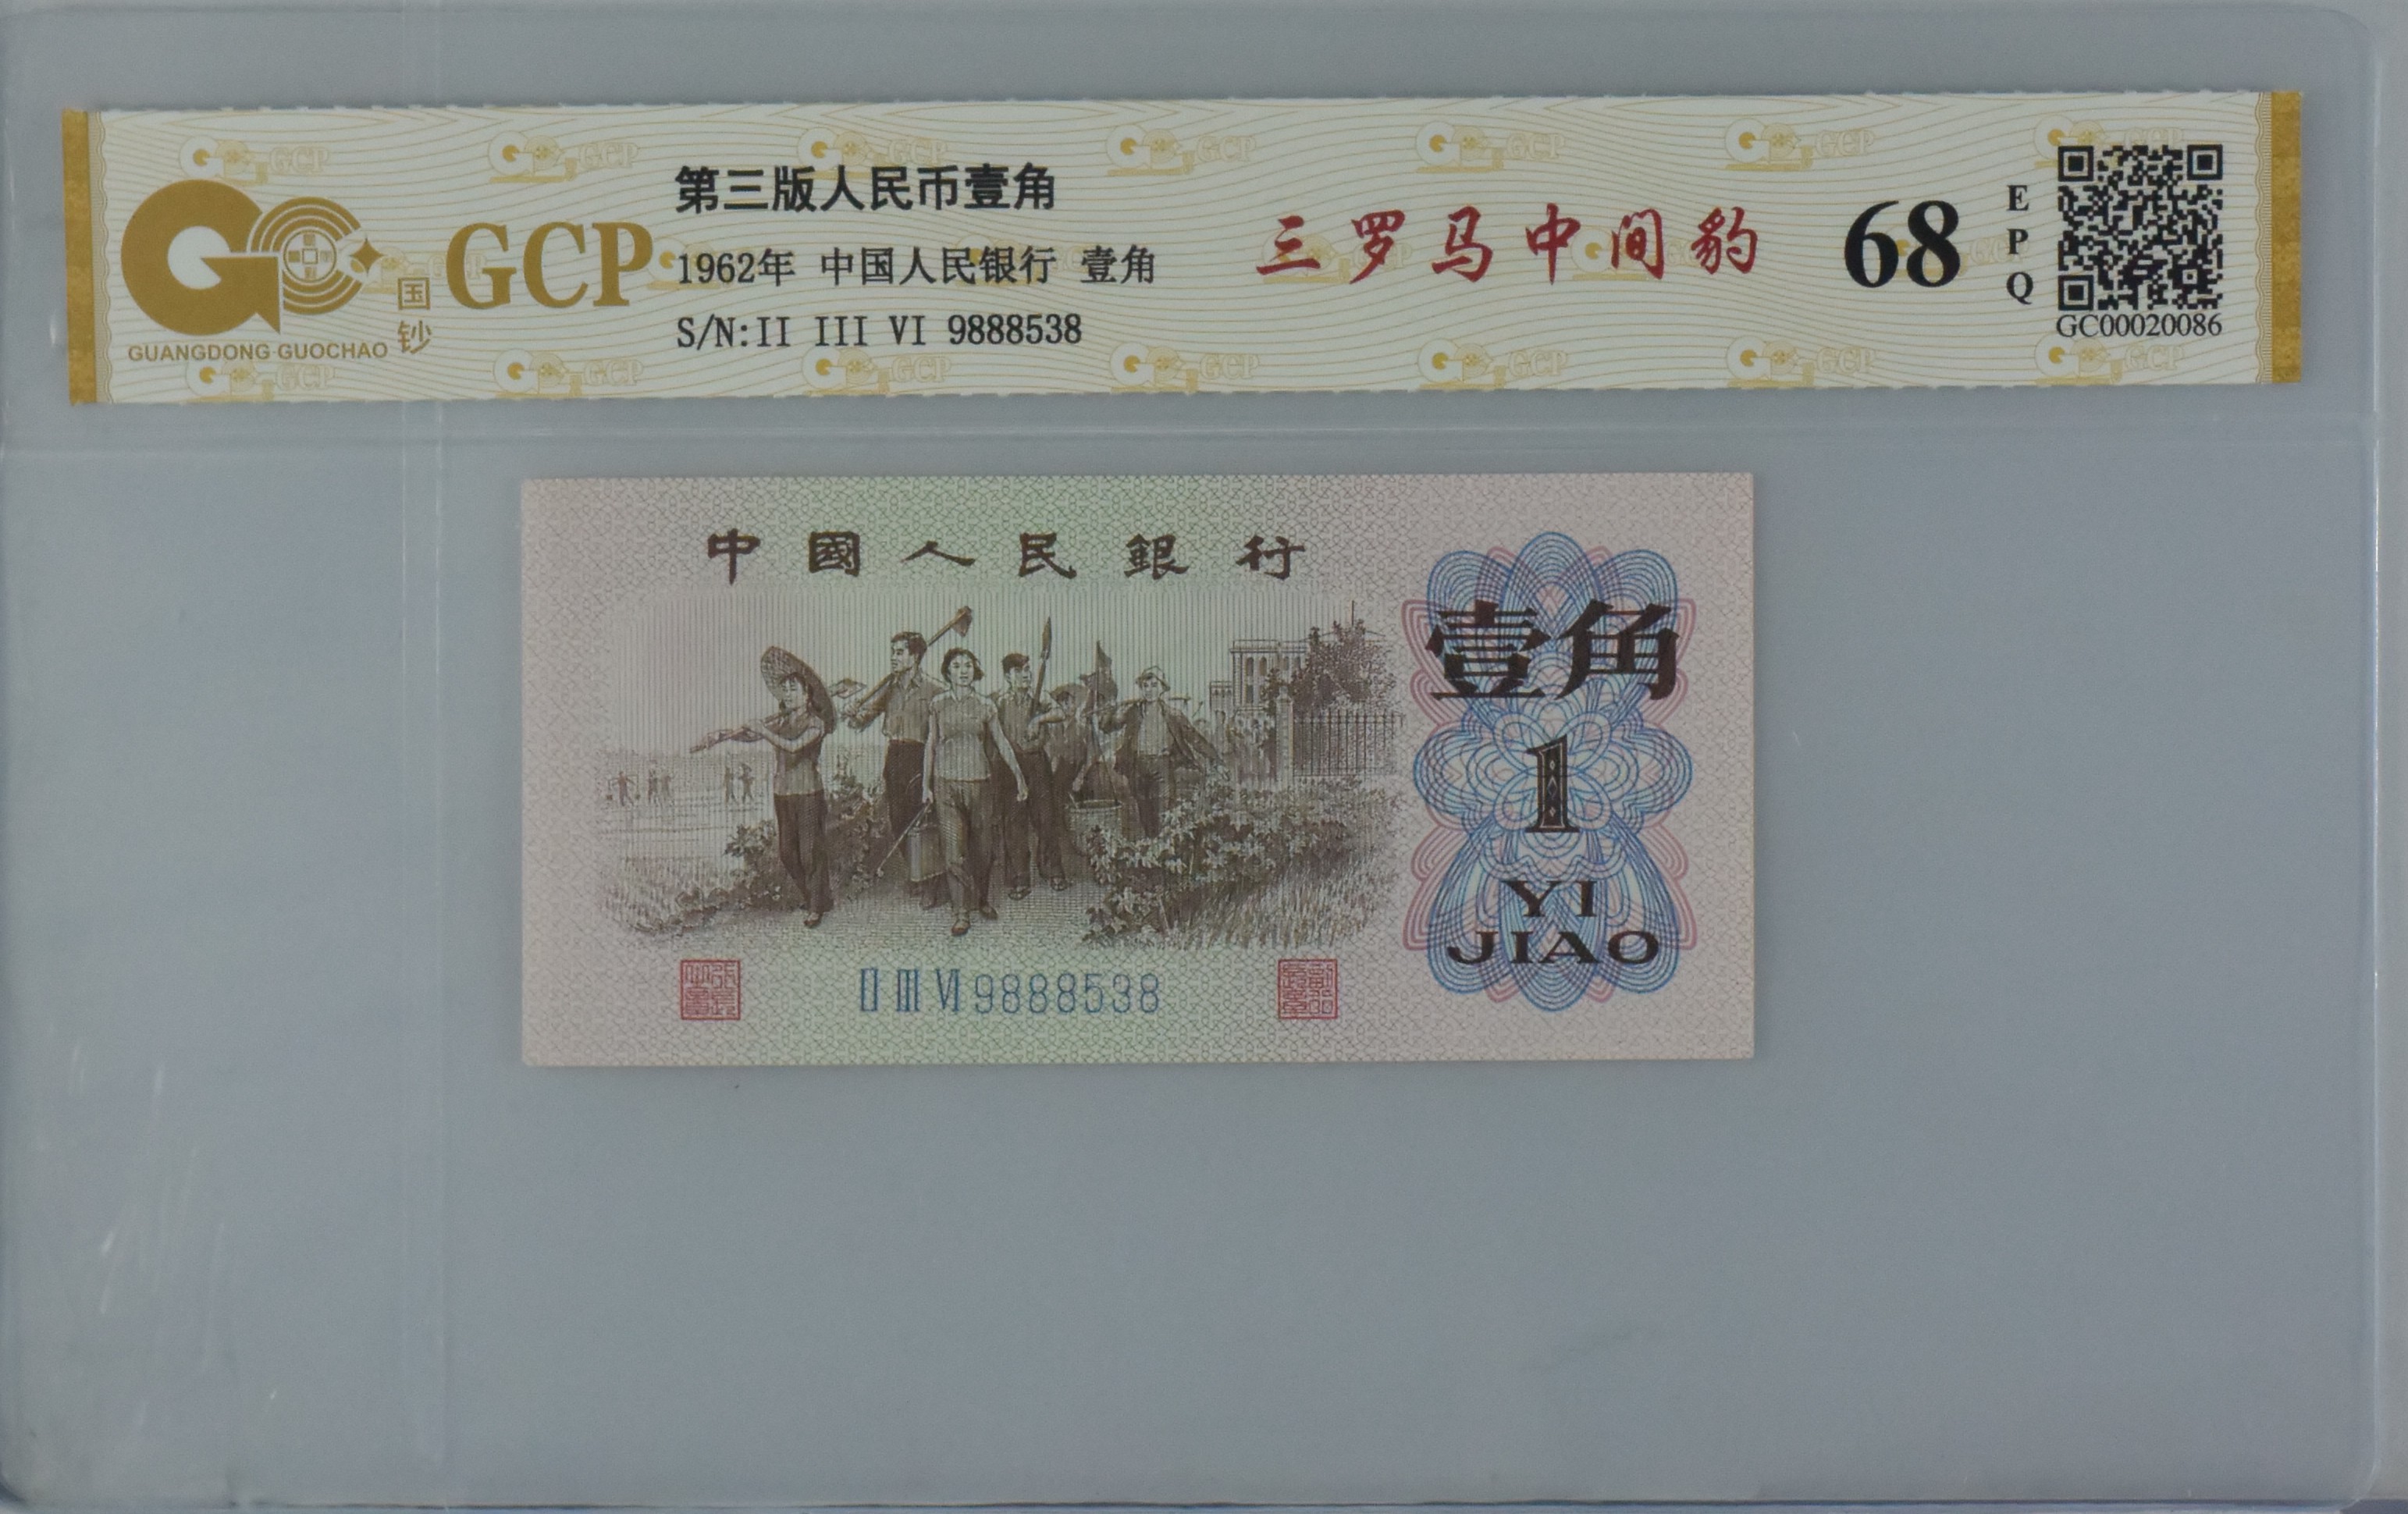 GCP
国钞
GUANGDONG GUOCHAO
第三版人民币壹角
1962年 中国人民银行 壹角
S/N:II III VI 9888538
三罗马中间豹
68
EPQ
GC00020086
中國人民銀行
壹角
1
YI
JIAO
II III VI 9888538